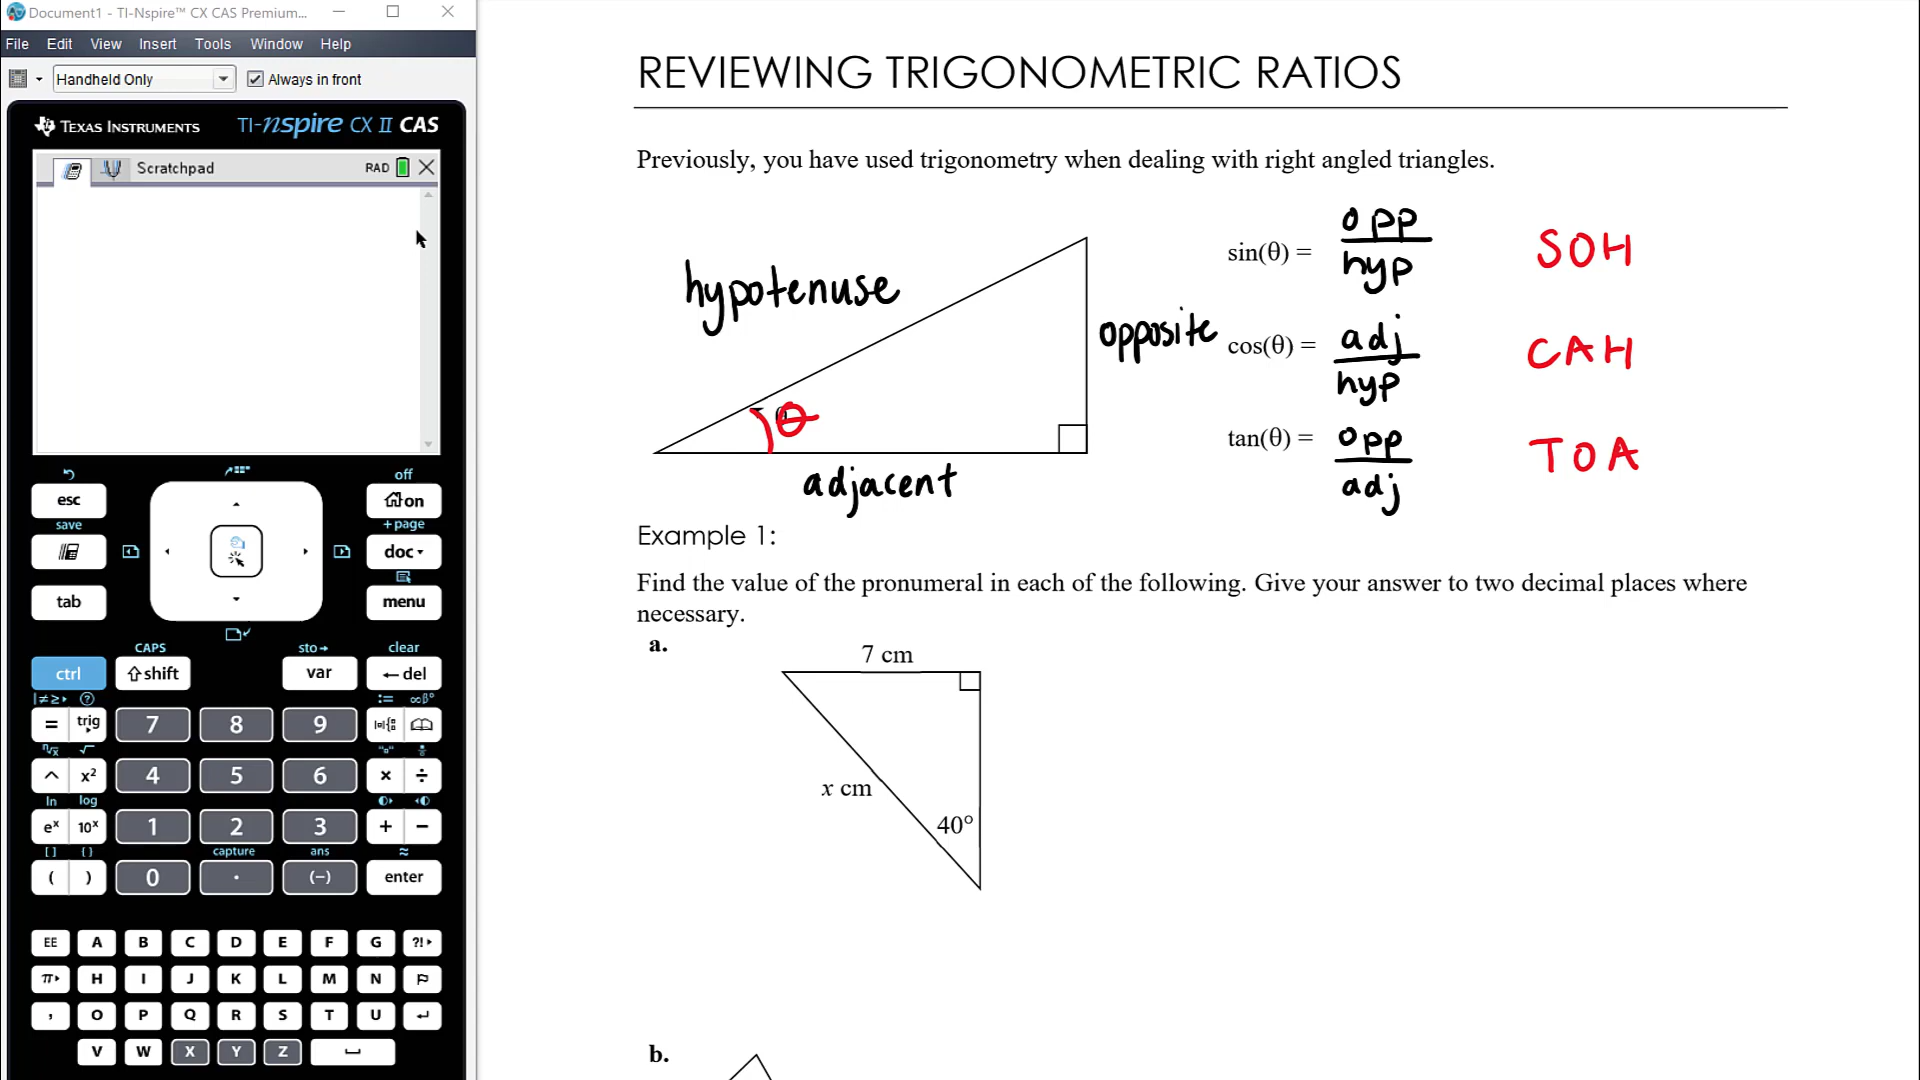 Document1 - TI-Nspire™ CX CAS Premium...
File Edit View Insert Tools Window Help
Handheld Only Always in front
TEXAS INSTRUMENTS TI-nspire CX II CAS
Scratchpad RAD
off
esc on
save + page
doc
tab menu
CAPS sto→ clear
ctrl shift var ← del
|≠≥▸ ? := ∞β°
= trig 7 8 9
ⁿ√x √
^ x² 4 5 6 × ÷
ln log
eˣ 10ˣ 1 2 3 + −
[ ] { } capture ans ≈
( ) 0 . (−) enter
EE A B C D E F G ?!▸
π▸ H I J K L M N
, O P Q R S T U ↵
V W X Y Z
REVIEWING TRIGONOMETRIC RATIOS
Previously, you have used trigonometry when dealing with right angled triangles.
hypotenuse
opposite
θ
adjacent
sin(θ) = opp
hyp
SOH
cos(θ) = adj
hyp
CAH
tan(θ) = opp
adj
TOA
Example 1:
Find the value of the pronumeral in each of the following. Give your answer to two decimal places where
necessary.
a.
7 cm
x cm
40°
b.